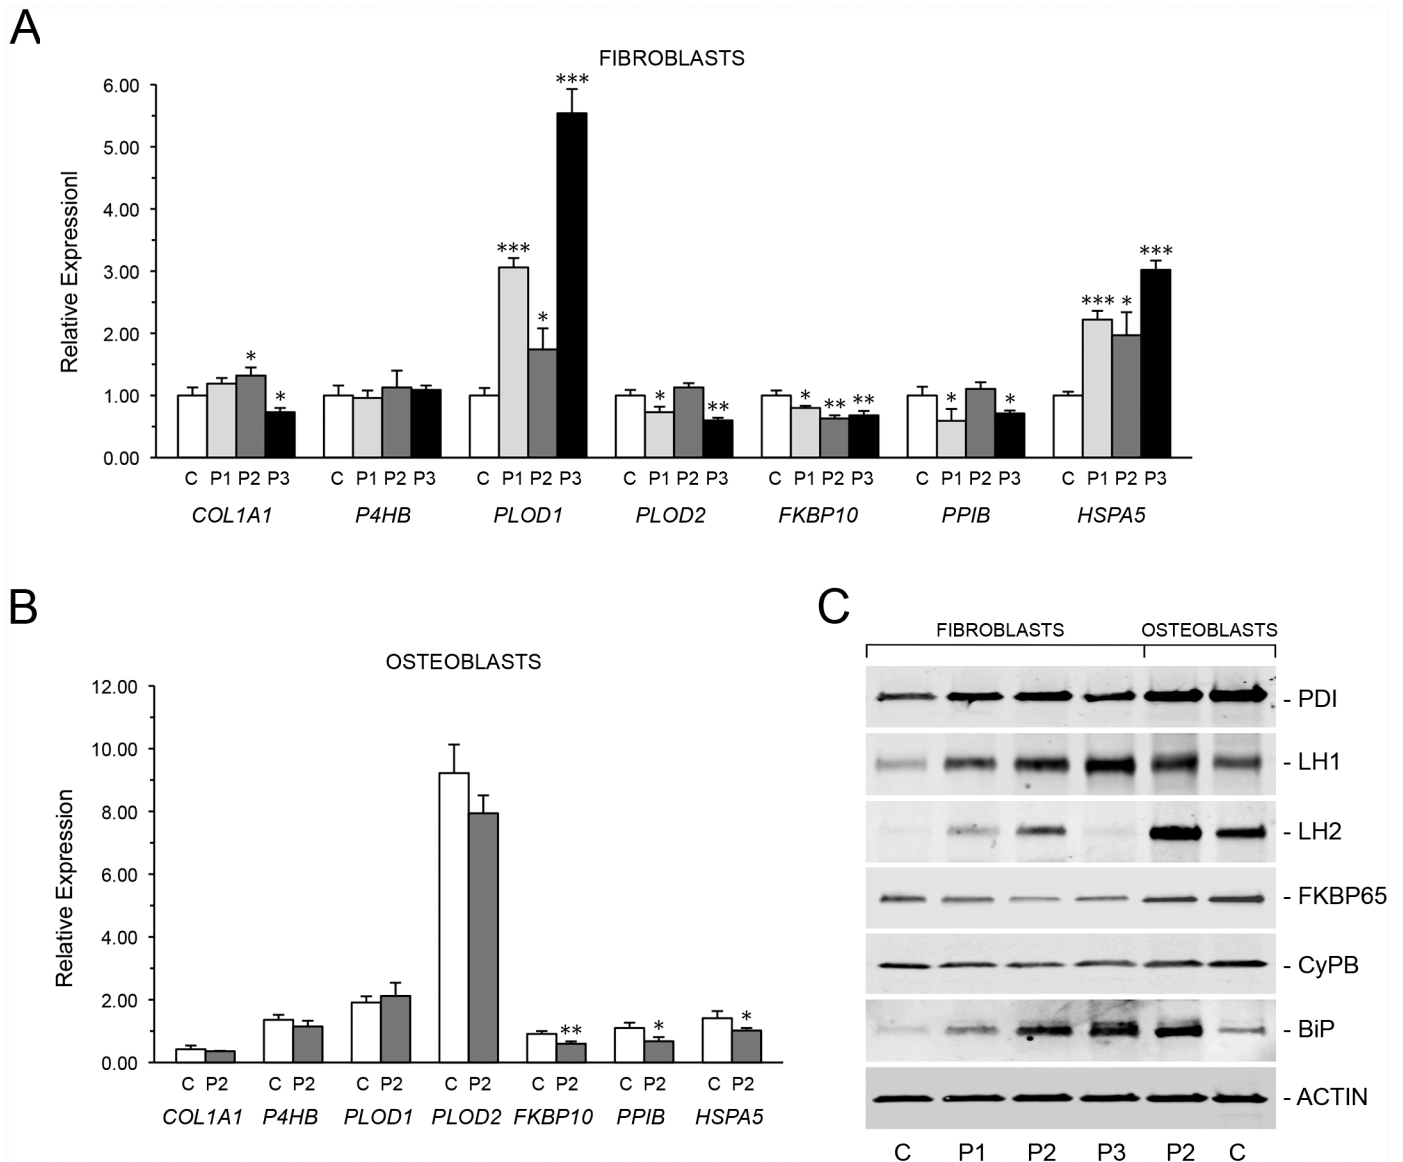 A
FIBROBLASTS
Relative Expressionl
6.00
5.00
4.00
3.00
2.00
1.00
0.00
* *
*** * ***
* **
* ** **
* *
*** * ***
C P1 P2 P3 C P1 P2 P3 C P1 P2 P3 C P1 P2 P3 C P1 P2 P3 C P1 P2 P3 C P1 P2 P3
COL1A1 P4HB PLOD1 PLOD2 FKBP10 PPIB HSPA5
B
OSTEOBLASTS
Relative Expression
12.00
10.00
8.00
6.00
4.00
2.00
0.00
** * *
C P2 C P2 C P2 C P2 C P2 C P2 C P2
COL1A1 P4HB PLOD1 PLOD2 FKBP10 PPIB HSPA5
C
FIBROBLASTS OSTEOBLASTS
- PDI
- LH1
- LH2
- FKBP65
- CyPB
- BiP
- ACTIN
C P1 P2 P3 P2 C